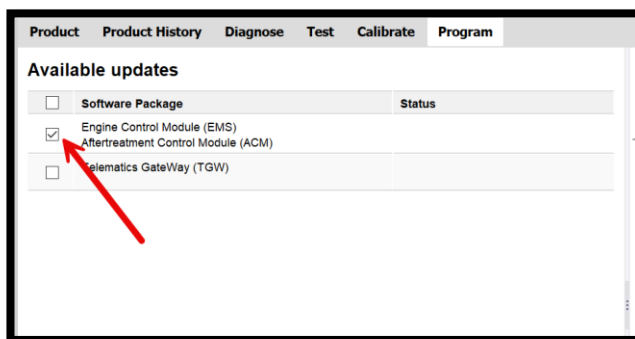 Product Product History Diagnose Test Calibrate Program
Available updates
Software Package Status
Engine Control Module (EMS)
Aftertreatment Control Module (ACM)
Telematics GateWay (TGW)